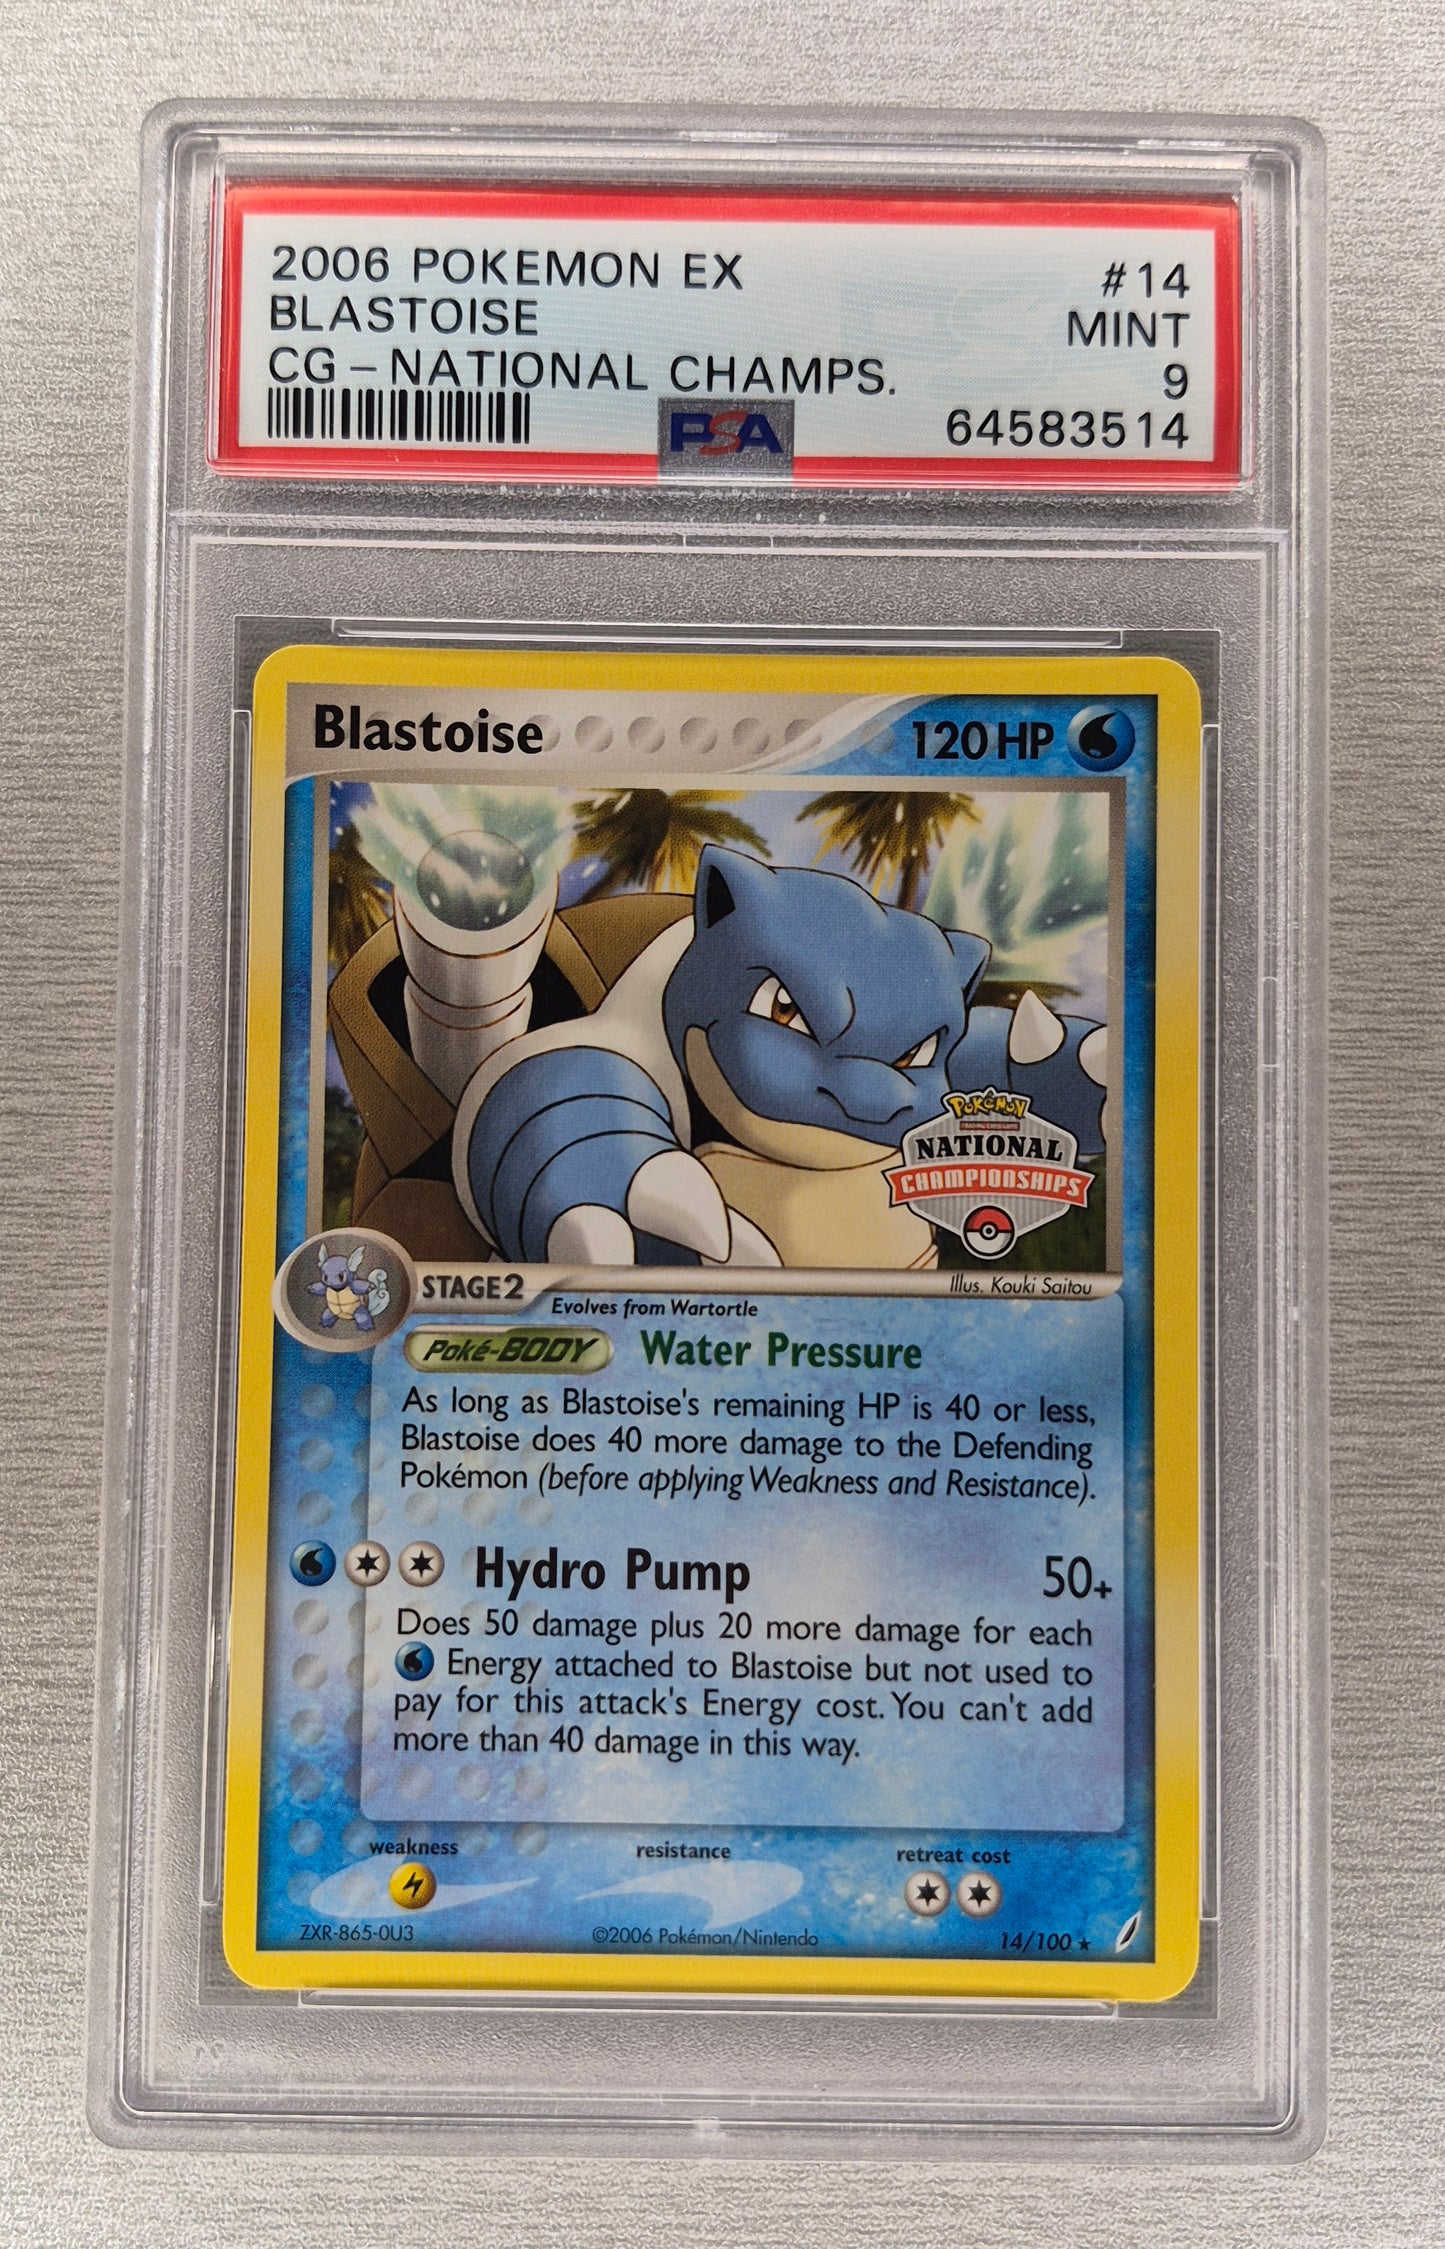 2006 POKEMON EX #14
BLASTOISE MINT
CG-NATIONAL CHAMPS. 9
PSA 64583514
Blastoise 120 HP
POKéMON
TRADING CARD GAME
NATIONAL
CHAMPIONSHIPS
STAGE 2
Illus. Kouki Saitou
Evolves from Wartortle
Poké-BODY Water Pressure
As long as Blastoise's remaining HP is 40 or less,
Blastoise does 40 more damage to the Defending
Pokémon (before applying Weakness and Resistance).
Hydro Pump 50+
Does 50 damage plus 20 more damage for each
Energy attached to Blastoise but not used to
pay for this attack's Energy cost. You can't add
more than 40 damage in this way.
weakness resistance retreat cost
ZXR-865-0U3 ©2006 Pokémon/Nintendo 14/100 ★